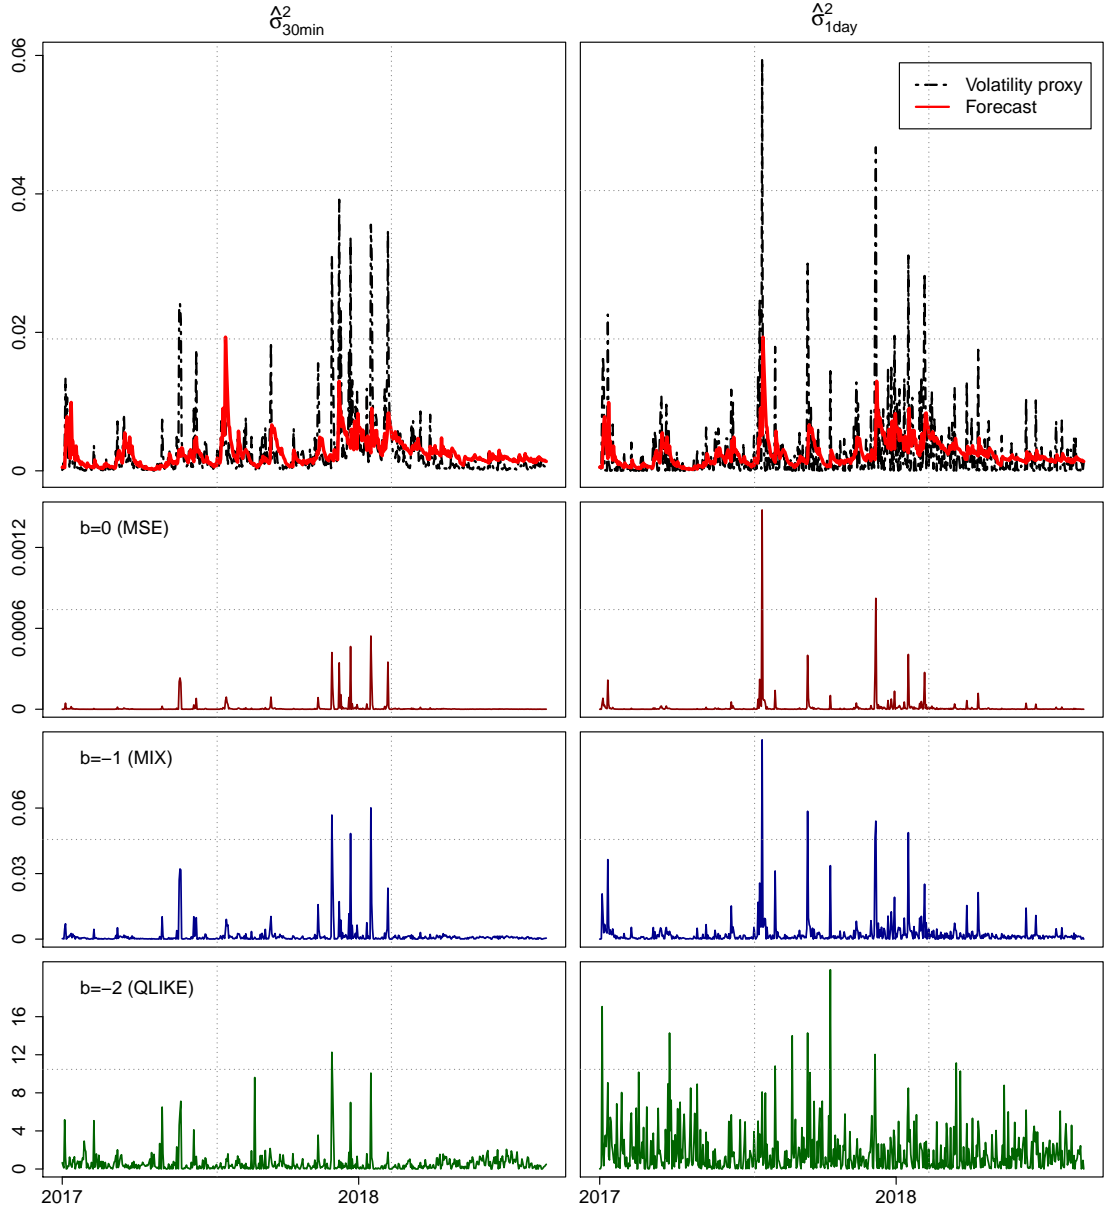 σ̂²30min
σ̂²1day
0.06
0.04
0.02
0
Volatility proxy
Forecast
b=0 (MSE)
0.0012
0.0006
0
b=−1 (MIX)
0.06
0.03
0
b=−2 (QLIKE)
16
12
8
4
0
2017
2018
2017
2018